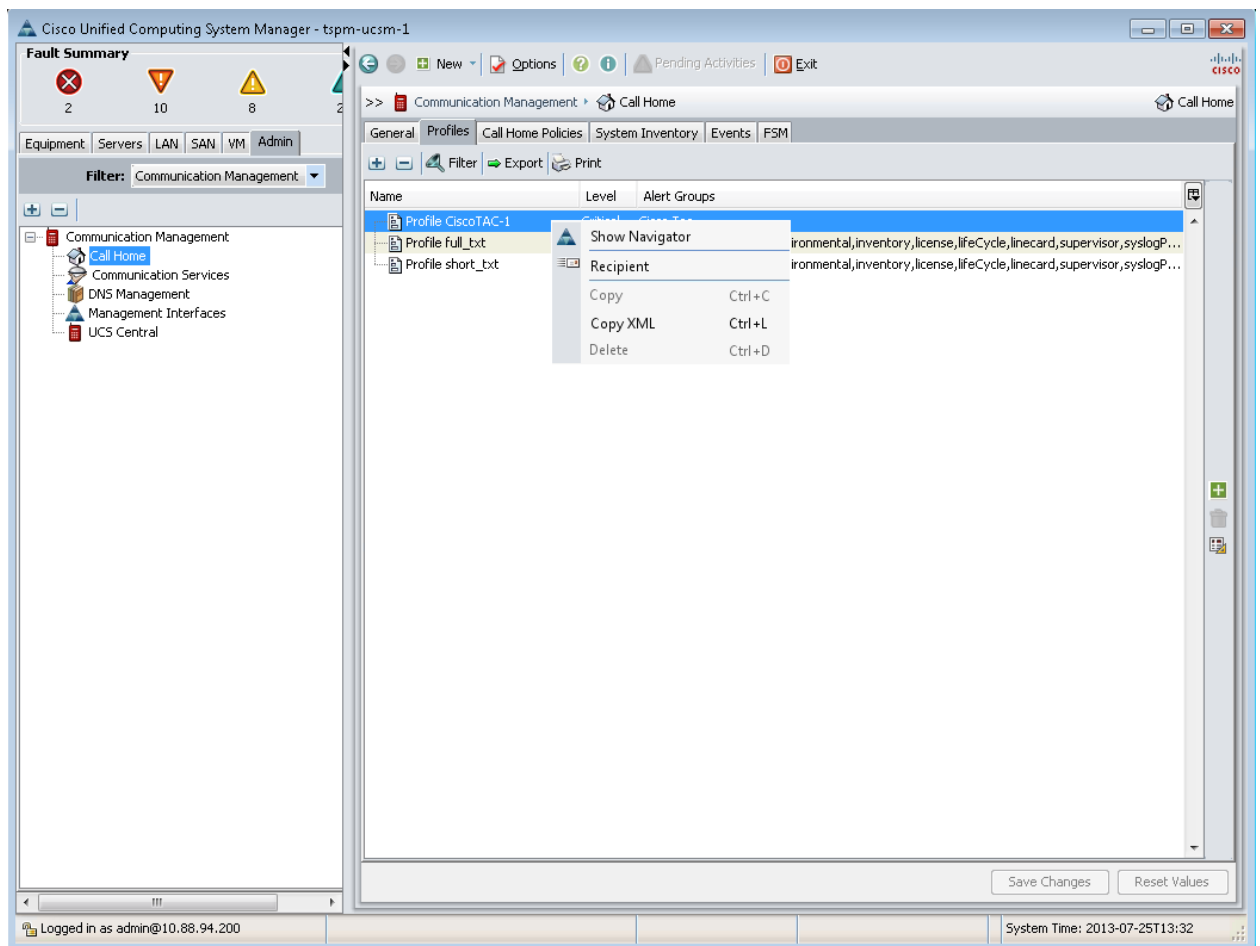 Cisco Unified Computing System Manager - tspm-ucsm-1
Fault Summary
2 10 8 2
Equipment Servers LAN SAN VM Admin
Filter: Communication Management
Communication Management
Call Home
Communication Services
DNS Management
Management Interfaces
UCS Central
New Options Pending Activities Exit
CISCO
>> Communication Management Call Home Call Home
General Profiles Call Home Policies System Inventory Events FSM
Filter Export Print
Name Level Alert Groups
Profile CiscoTAC-1 Critical Cisco Tac
Profile full_txt ironmental,inventory,license,lifeCycle,linecard,supervisor,syslogP...
Profile short_txt ironmental,inventory,license,lifeCycle,linecard,supervisor,syslogP...
Show Navigator
Recipient
Copy Ctrl+C
Copy XML Ctrl+L
Delete Ctrl+D
Save Changes Reset Values
Logged in as admin@10.88.94.200 System Time: 2013-07-25T13:32